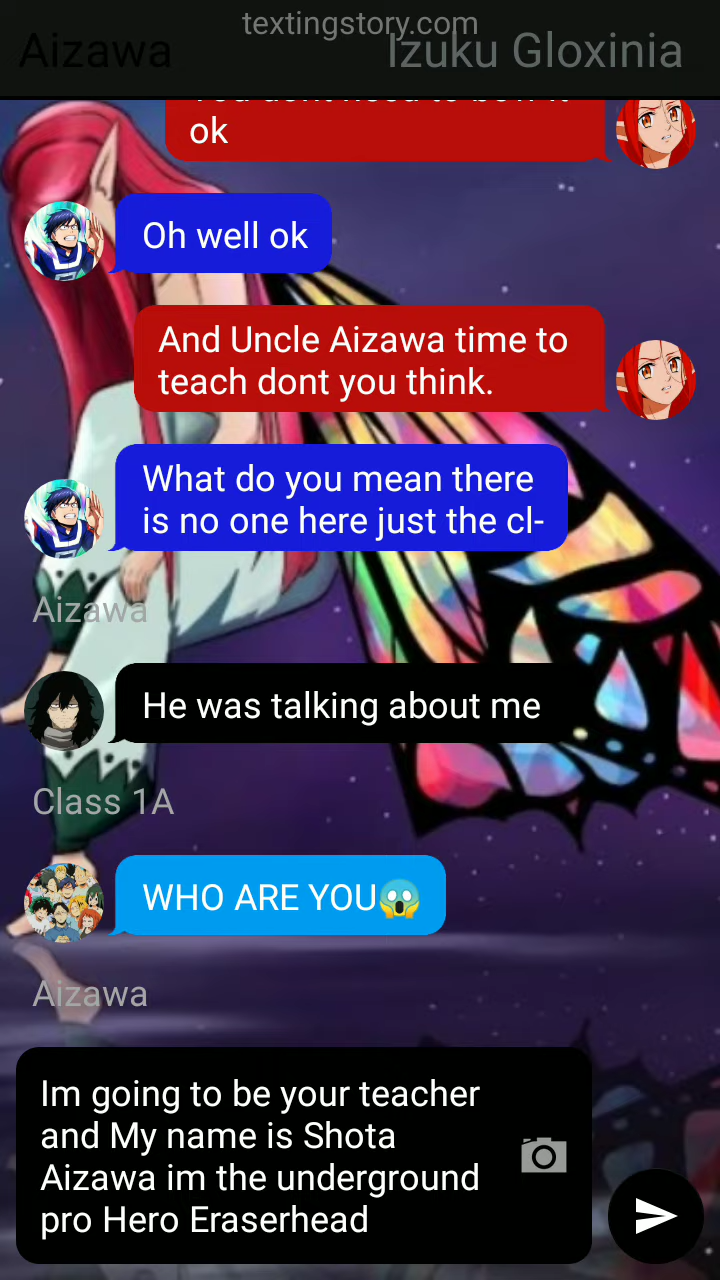 textingstory.com
Aizawa
Izuku Gloxinia
ok
Oh well ok
And Uncle Aizawa time to
teach dont you think.
What do you mean there
is no one here just the cl-
Aizawa
He was talking about me
Class 1A
WHO ARE YOU😱
Aizawa
Im going to be your teacher
and My name is Shota
Aizawa im the underground
pro Hero Eraserhead